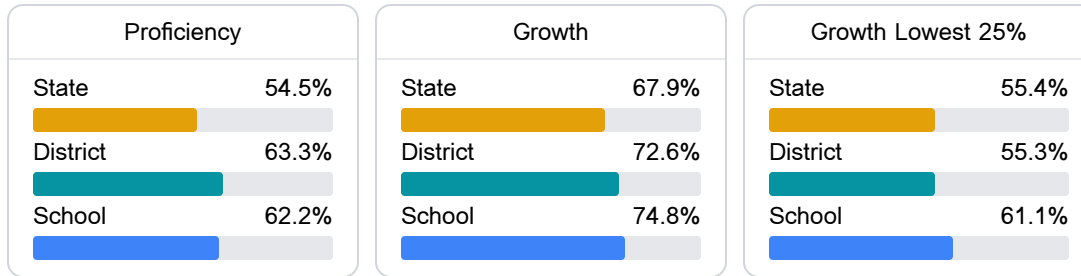 Proficiency
State 54.5%
District 63.3%
School 62.2%
Growth
State 67.9%
District 72.6%
School 74.8%
Growth Lowest 25%
State 55.4%
District 55.3%
School 61.1%